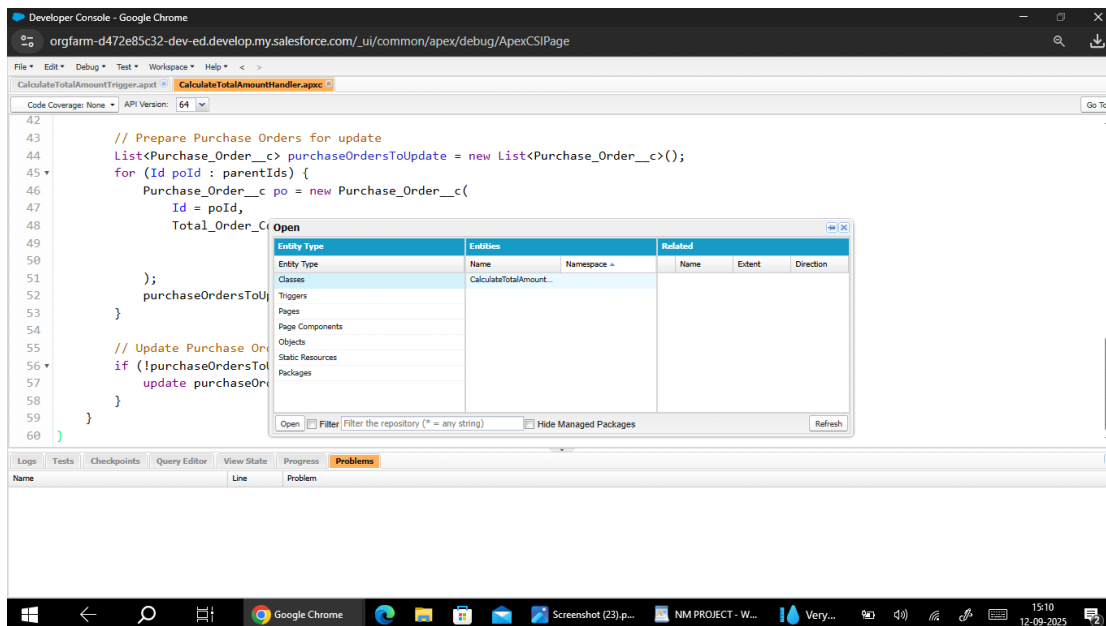 Developer Console - Google Chrome
orgfarm-d472e85c32-dev-ed.develop.my.salesforce.com/_ui/common/apex/debug/ApexCSIPage
File Edit Debug Test Workspace Help < >
CalculateTotalAmountTrigger.apxt CalculateTotalAmountHandler.apxc
Code Coverage: None API Version: 64 Go To
42
43 // Prepare Purchase Orders for update
44 List<Purchase_Order__c> purchaseOrdersToUpdate = new List<Purchase_Order__c>();
45 for (Id poId : parentIds) {
46 Purchase_Order__c po = new Purchase_Order__c(
47 Id = poId,
48 Total_Order_Co
49
50
51 );
52 purchaseOrdersToUp
53 }
54
55 // Update Purchase Ord
56 if (!purchaseOrdersToU
57 update purchaseOrd
58 }
59 }
60 }
Open
Entity Type Entities Related
Entity Type Name Namespace Name Extent Direction
Classes CalculateTotalAmount...
Triggers
Pages
Page Components
Objects
Static Resources
Packages
Open Filter Filter the repository (* = any string) Hide Managed Packages Refresh
Logs Tests Checkpoints Query Editor View State Progress Problems
Name Line Problem
Google Chrome Screenshot (23).p... NM PROJECT - W... Very... 15:10
12-09-2025 2